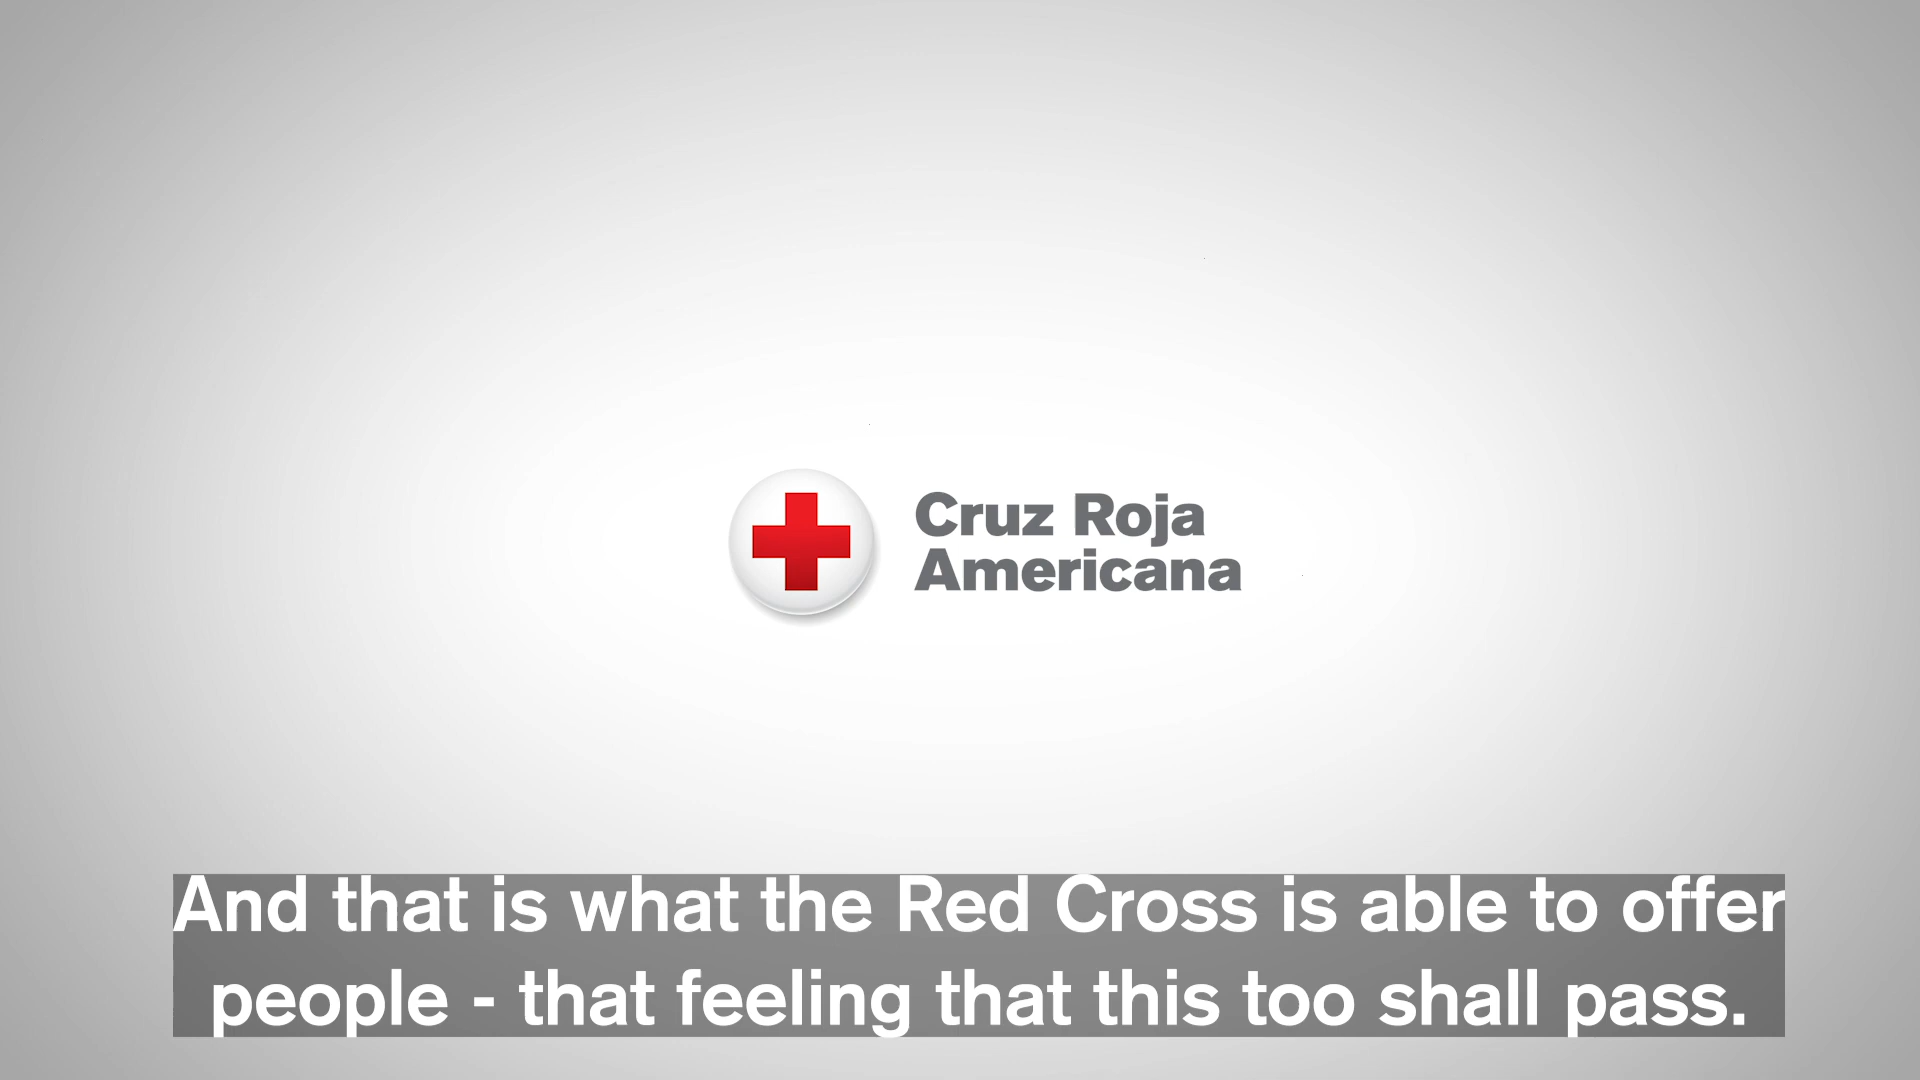 Cruz Roja
Americana
And that is what the Red Cross is able to offer
people - that feeling that this too shall pass.